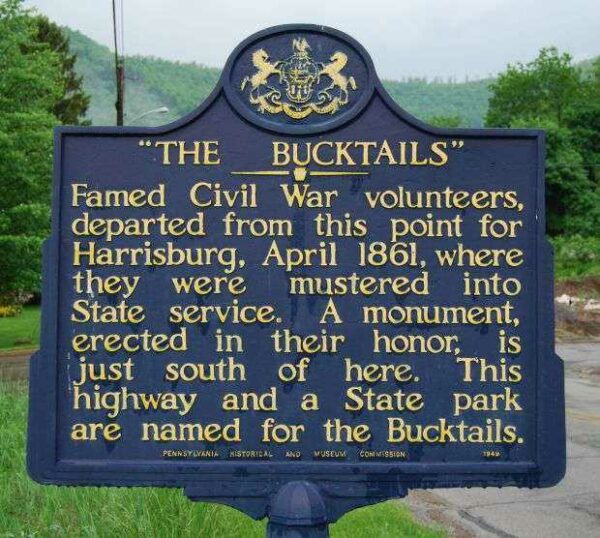 "THE BUCKTAILS"
Famed Civil War volunteers,
departed from this point for
Harrisburg, April 1861, where
they were mustered into
State service. A monument,
erected in their honor, is
just south of here. This
highway and a State park
are named for the Bucktails.
PENNSYLVANIA HISTORICAL AND MUSEUM COMMISSION 1949